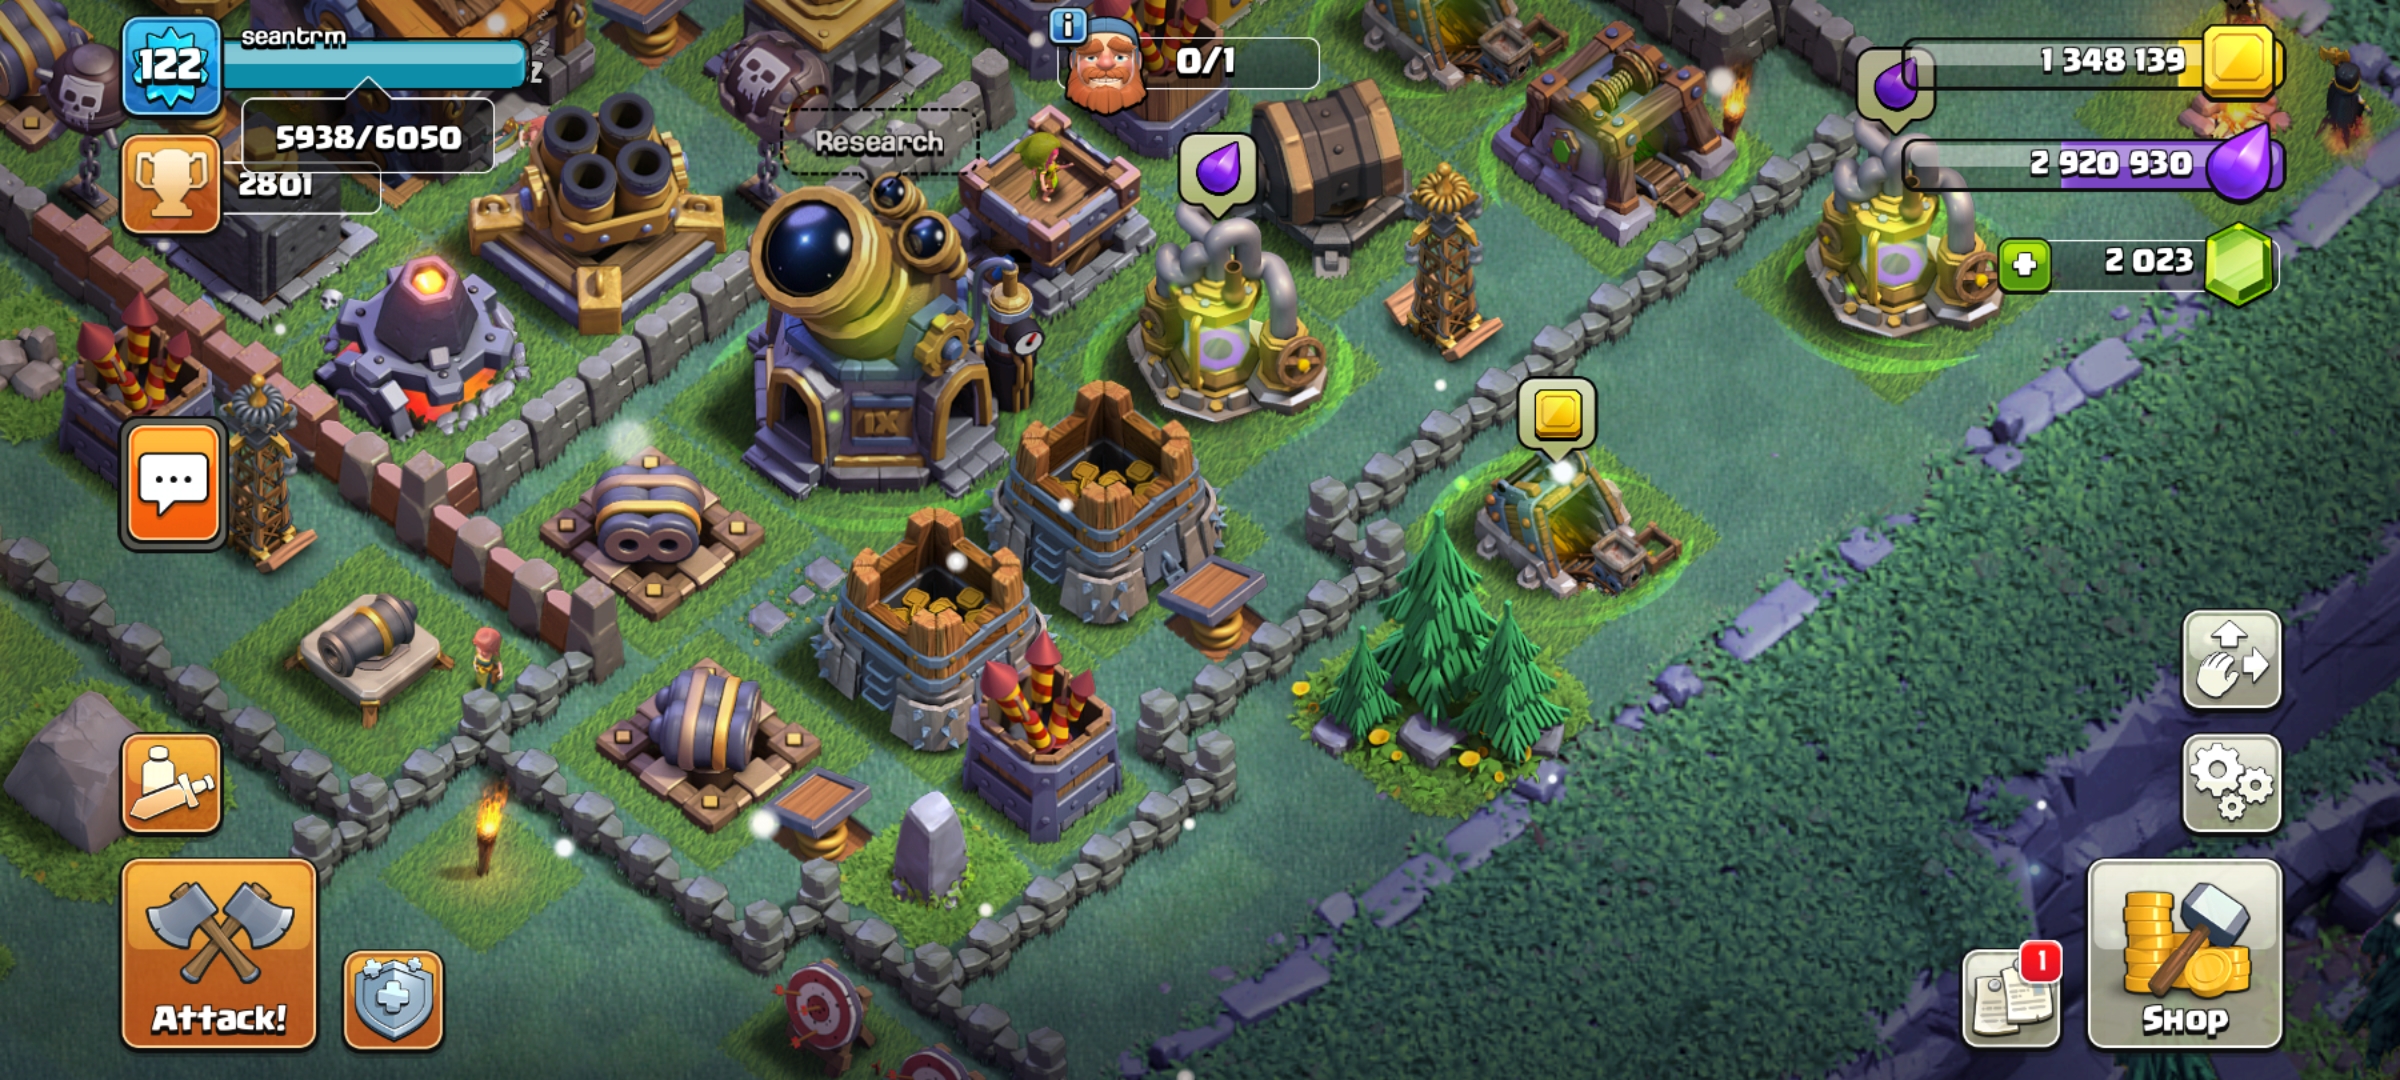 122
seantrm
5938/6050
2801
i
0/1
1 348 139
2 920 930
2 023
Research
IX
Attack!
1
Shop